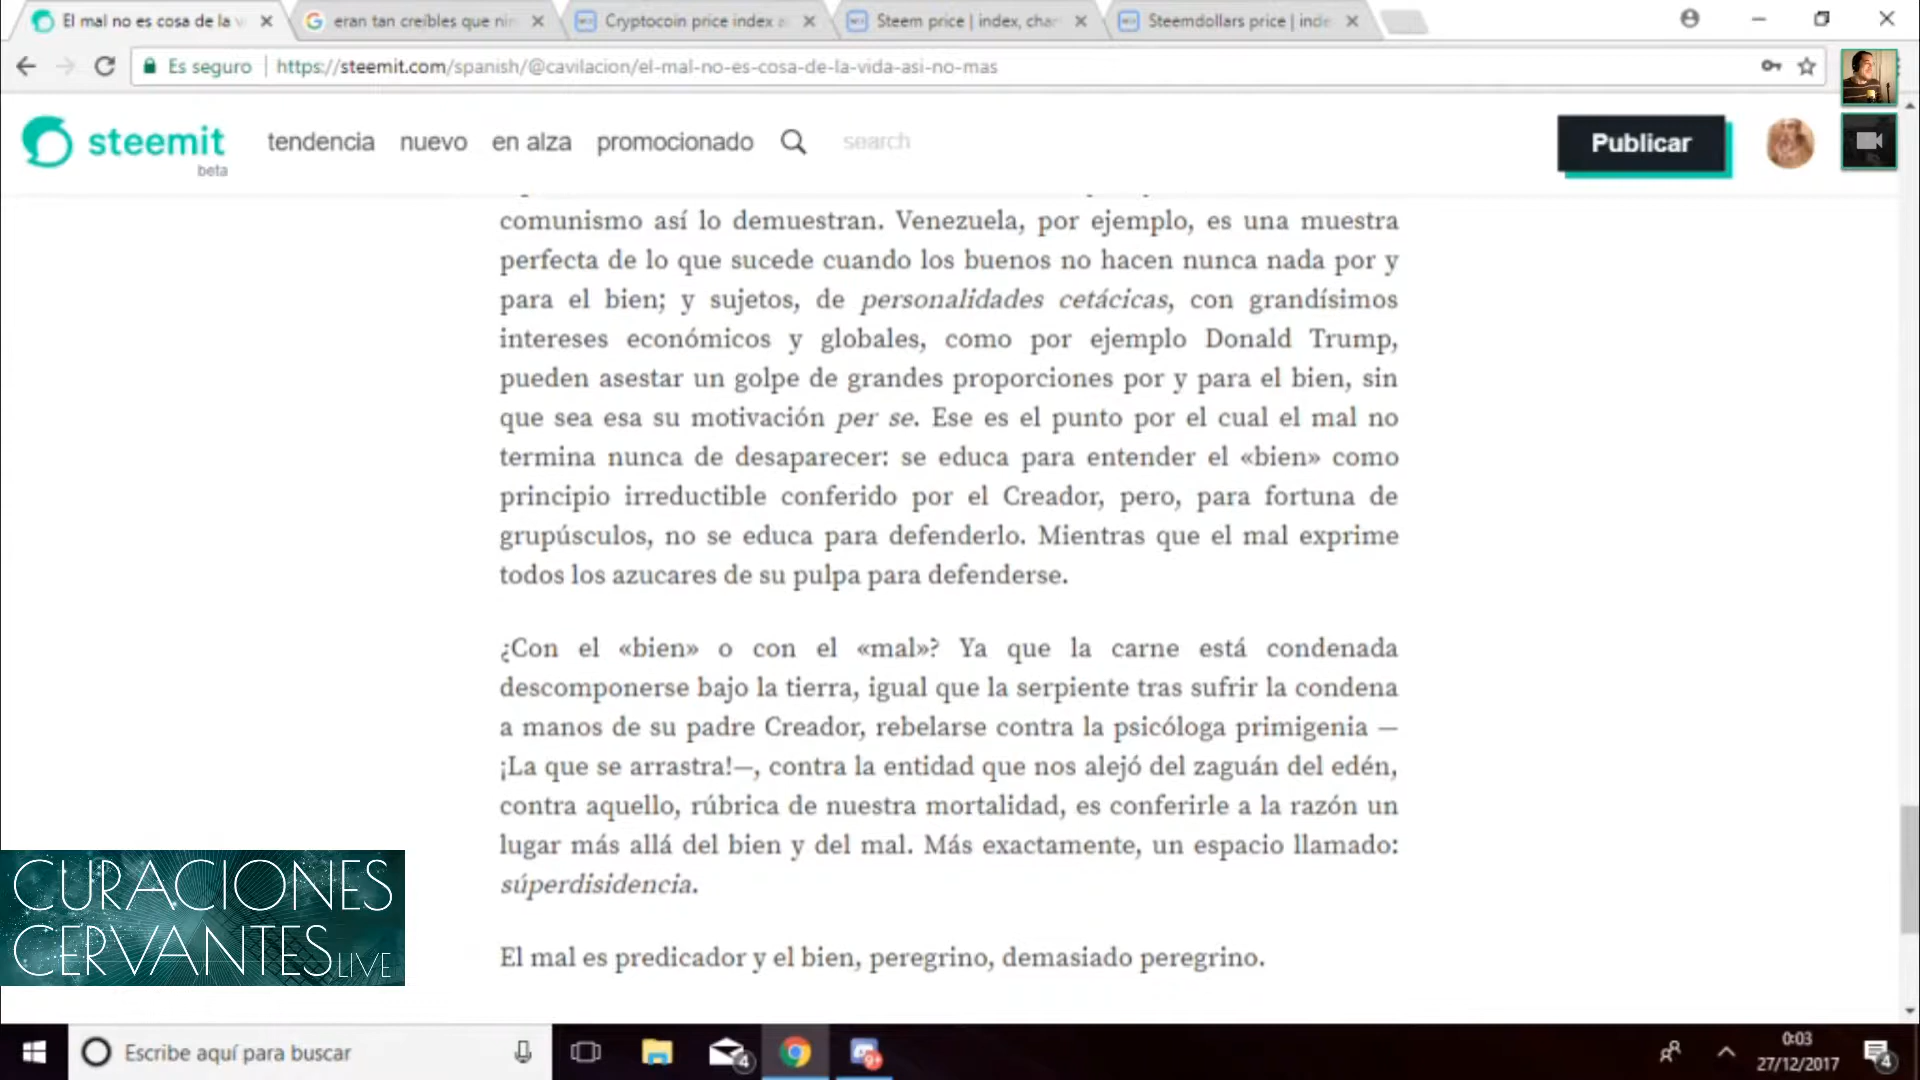 El mal no es cosa de la v
eran tan creíbles que nin
Cryptocoin price index a
Steem price | index, char
Steemdollars price | inde
Es seguro
https://steemit.com/spanish/@cavilacion/el-mal-no-es-cosa-de-la-vida-asi-no-mas
steemit
beta
tendencia nuevo en alza promocionado search
Publicar
comunismo así lo demuestran. Venezuela, por ejemplo, es una muestra
perfecta de lo que sucede cuando los buenos no hacen nunca nada por y
para el bien; y sujetos, de personalidades cetácicas, con grandísimos
intereses económicos y globales, como por ejemplo Donald Trump,
pueden asestar un golpe de grandes proporciones por y para el bien, sin
que sea esa su motivación per se. Ese es el punto por el cual el mal no
termina nunca de desaparecer: se educa para entender el «bien» como
principio irreductible conferido por el Creador, pero, para fortuna de
grupúsculos, no se educa para defenderlo. Mientras que el mal exprime
todos los azucares de su pulpa para defenderse.
¿Con el «bien» o con el «mal»? Ya que la carne está condenada
descomponerse bajo la tierra, igual que la serpiente tras sufrir la condena
a manos de su padre Creador, rebelarse contra la psicóloga primigenia —
¡La que se arrastra!—, contra la entidad que nos alejó del zaguán del edén,
contra aquello, rúbrica de nuestra mortalidad, es conferirle a la razón un
lugar más allá del bien y del mal. Más exactamente, un espacio llamado:
súperdisidencia.
El mal es predicador y el bien, peregrino, demasiado peregrino.
CURACIONES
CERVANTES LIVE
Escribe aquí para buscar
4
9+
0:03
27/12/2017
4